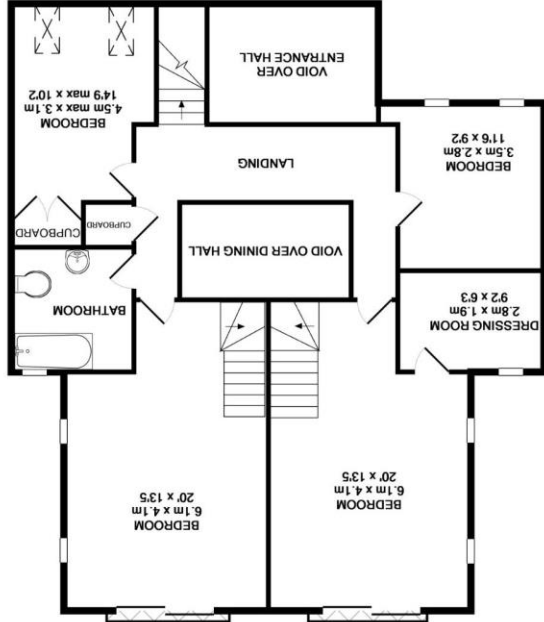 BEDROOM
6.1m x 4.1m
20' x 13'5
BEDROOM
6.1m x 4.1m
20' x 13'5
DRESSING ROOM
2.8m x 1.9m
9'2 x 6'3
BATHROOM
VOID OVER DINING HALL
CUPBOARD
CUPBOARD
BEDROOM
3.5m x 2.8m
11'6 x 9'2
LANDING
BEDROOM
4.5m max x 3.1m
14'9 max x 10'2
VOID OVER
ENTRANCE HALL